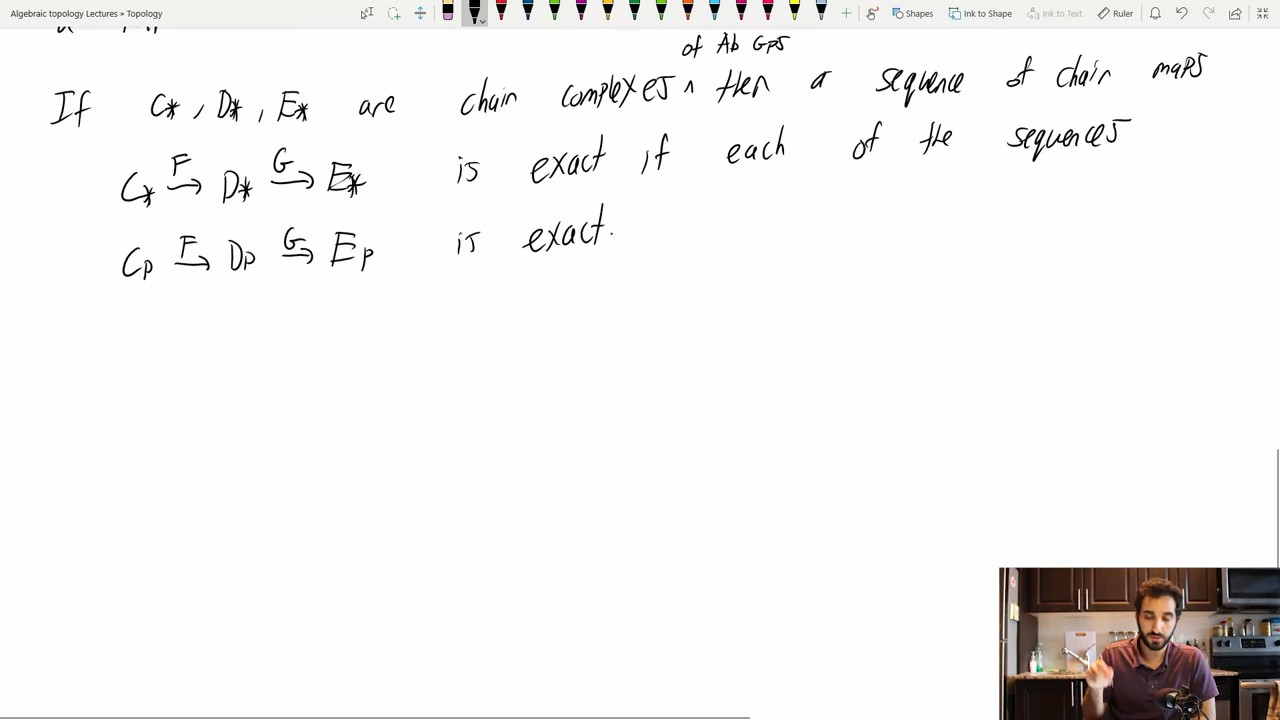 Algebraic topology Lectures » Topology
Shapes Ink to Shape Ink to Text Ruler
of Ab Gps
If C*, D*, E* are chain complexes ^ then a sequence of chain maps
C* →F D* →G E* is exact if each of the sequences
Cp →F Dp →G Ep is exact.